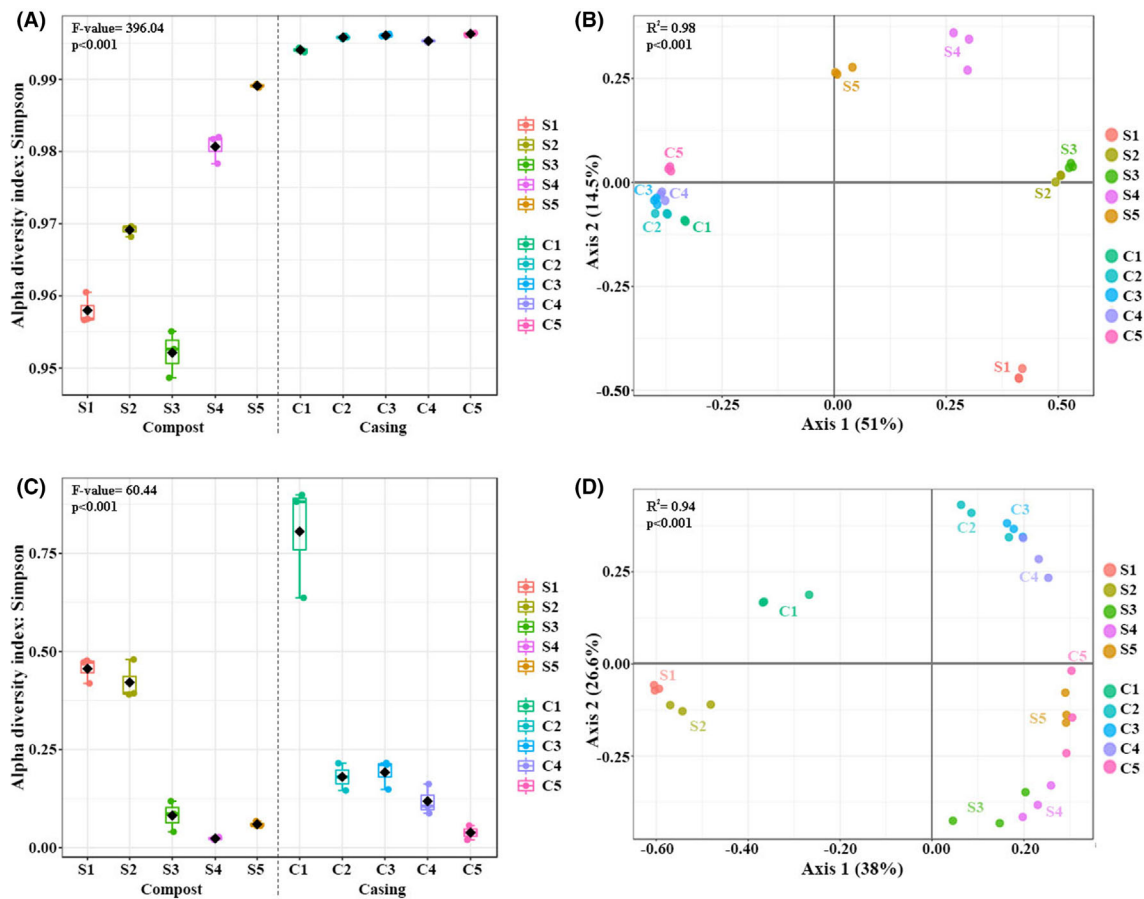 (A)
F-value= 396.04
p<0.001
Alpha diversity index: Simpson
0.99
0.98
0.97
0.96
0.95
S1 S2 S3 S4 S5 C1 C2 C3 C4 C5
Compost Casing
S1
S2
S3
S4
S5
C1
C2
C3
C4
C5
(B)
R²= 0.98
p<0.001
Axis 2 (14.5%)
0.25
0.00
-0.25
-0.50
S4
S5
S3
S2
C5
C3
C4
C2
C1
S1
-0.25 0.00 0.25 0.50
Axis 1 (51%)
S1
S2
S3
S4
S5
C1
C2
C3
C4
C5
(C)
F-value= 60.44
p<0.001
Alpha diversity index: Simpson
0.75
0.50
0.25
0.00
S1 S2 S3 S4 S5 C1 C2 C3 C4 C5
Compost Casing
S1
S2
S3
S4
S5
C1
C2
C3
C4
C5
(D)
R²= 0.94
p<0.001
Axis 2 (26.6%)
0.25
0.00
-0.25
C3
C2
C4
C1
C5
S1
S2
S5
S3
S4
-0.60 -0.40 -0.20 0.00 0.20
Axis 1 (38%)
S1
S2
S3
S4
S5
C1
C2
C3
C4
C5